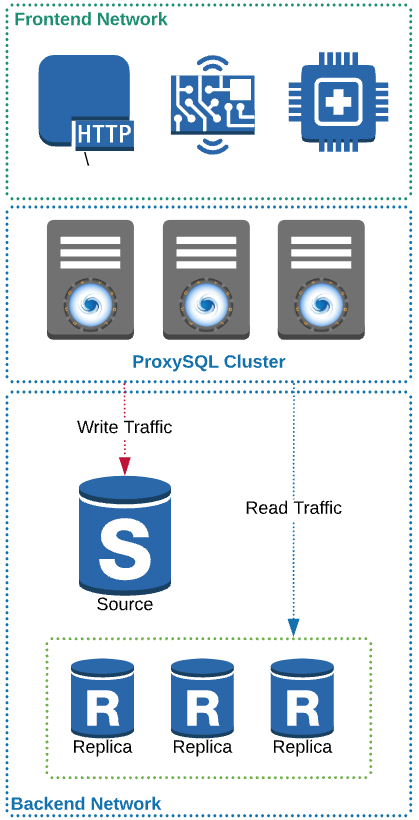 Frontend Network
HTTP
ProxySQL Cluster
Write Traffic
Read Traffic
S
Source
R R R
Replica Replica Replica
Backend Network